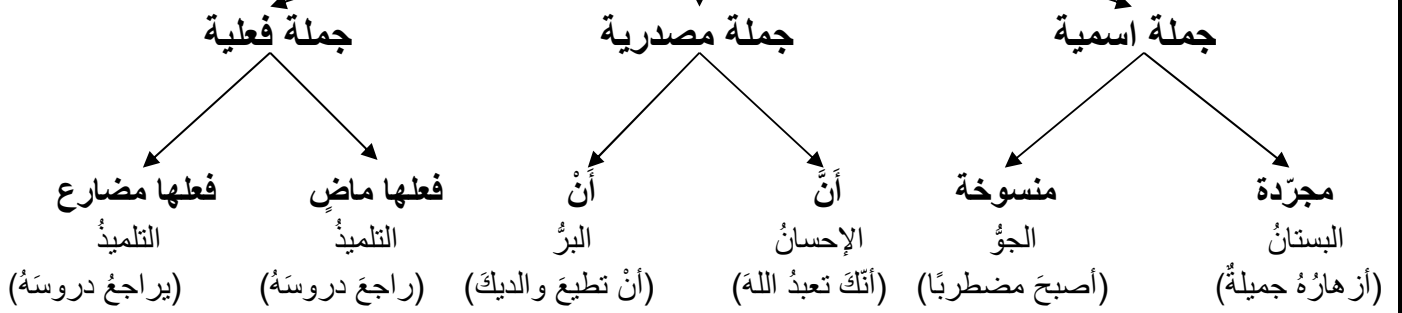 جملة اسمية جملة مصدرية جملة فعلية
مجرّدة منسوخة أَنَّ أَنْ فعلها ماضٍ فعلها مضارع
البستانُ الجوُّ الإحسانُ البرُّ التلميذُ التلميذُ
(أزهارُهُ جميلةٌ) (أصبحَ مضطربًا) (أنّكَ تعبدُ اللهَ) (أنْ تطيعَ والديكَ) (راجعَ دروسَهُ) (يراجعُ دروسَهُ)